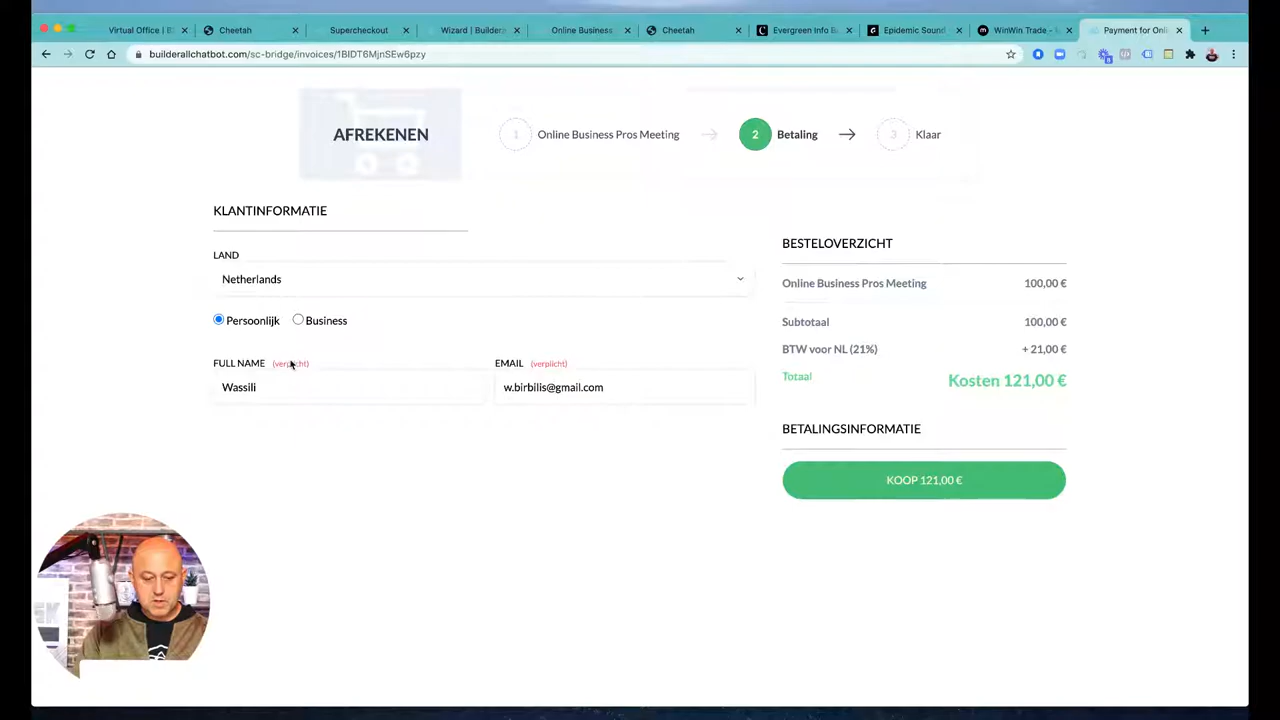 Virtual Office | B
Cheetah
Supercheckout
Wizard | Buildera
Online Business
Cheetah
Evergreen Info B
Epidemic Sound
WinWin Trade -
Payment for Onli
builderallchatbot.com/sc-bridge/invoices/1BIDT6MjnSEw6pzy
AFREKENEN
1 Online Business Pros Meeting
2 Betaling
3 Klaar
KLANTINFORMATIE
LAND
Netherlands
Persoonlijk Business
FULL NAME (verplicht)
Wassili
EMAIL (verplicht)
w.birbilis@gmail.com
BESTELOVERZICHT
Online Business Pros Meeting 100,00 €
Subtotaal 100,00 €
BTW voor NL (21%) + 21,00 €
Totaal Kosten 121,00 €
BETALINGSINFORMATIE
KOOP 121,00 €